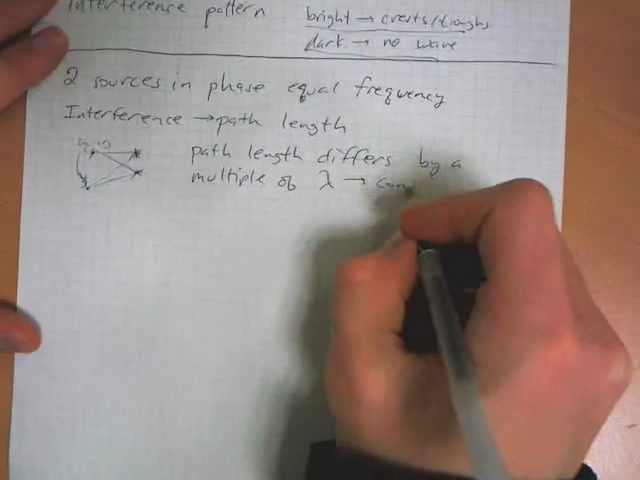 Interference pattern
bright → crests/troughs
dark → no wave
2 sources in phase equal frequency
Interference → path length
path length differs by a
multiple of λ → con